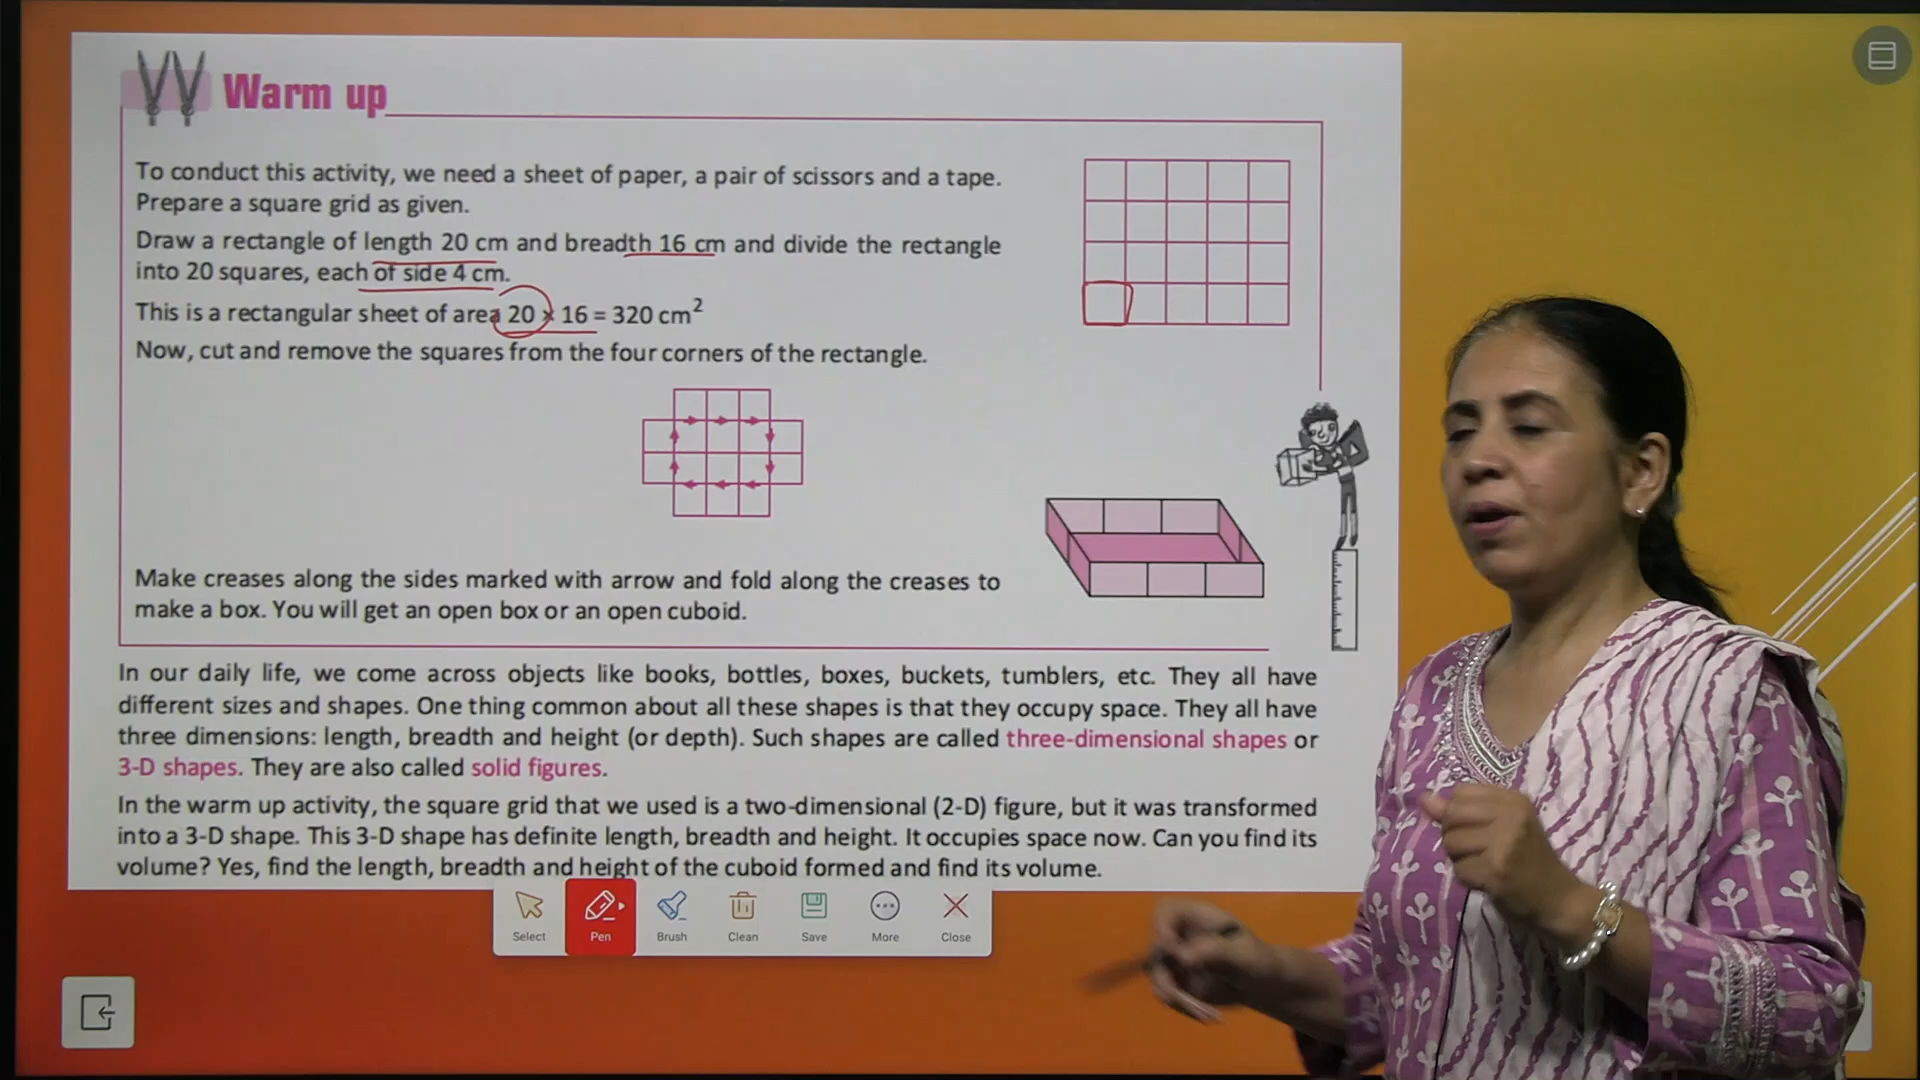 Warm up
To conduct this activity, we need a sheet of paper, a pair of scissors and a tape.
Prepare a square grid as given.
Draw a rectangle of length 20 cm and breadth 16 cm and divide the rectangle
into 20 squares, each of side 4 cm.
This is a rectangular sheet of area 20 × 16 = 320 cm²
Now, cut and remove the squares from the four corners of the rectangle.
Make creases along the sides marked with arrow and fold along the creases to
make a box. You will get an open box or an open cuboid.
In our daily life, we come across objects like books, bottles, boxes, buckets, tumblers, etc. They all have
different sizes and shapes. One thing common about all these shapes is that they occupy space. They all have
three dimensions: length, breadth and height (or depth). Such shapes are called three-dimensional shapes or
3-D shapes. They are also called solid figures.
In the warm up activity, the square grid that we used is a two-dimensional (2-D) figure, but it was transformed
into a 3-D shape. This 3-D shape has definite length, breadth and height. It occupies space now. Can you find its
volume? Yes, find the length, breadth and height of the cuboid formed and find its volume.
Select Pen Brush Clean Save More Close